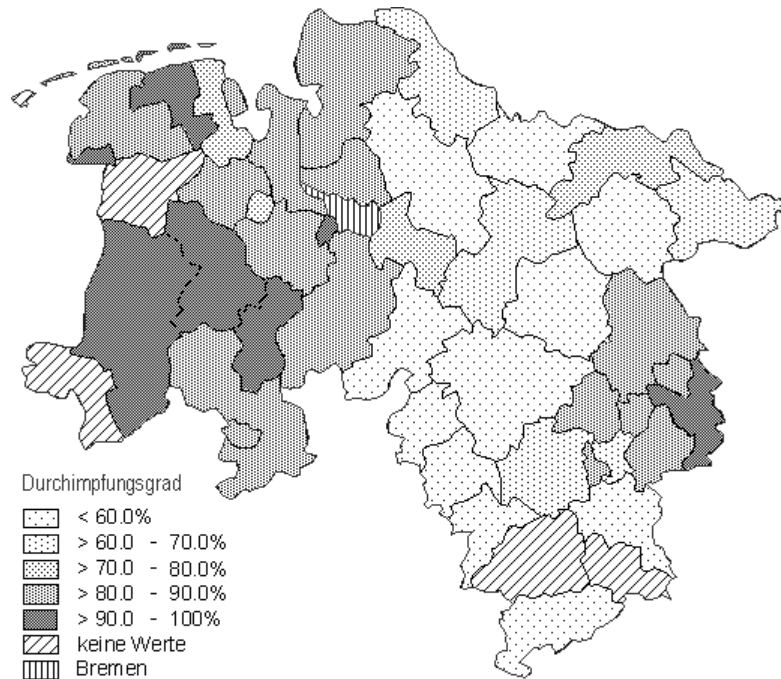 Durchimpfungsgrad
< 60.0%
> 60.0 - 70.0%
> 70.0 - 80.0%
> 80.0 - 90.0%
> 90.0 - 100%
keine Werte
Bremen